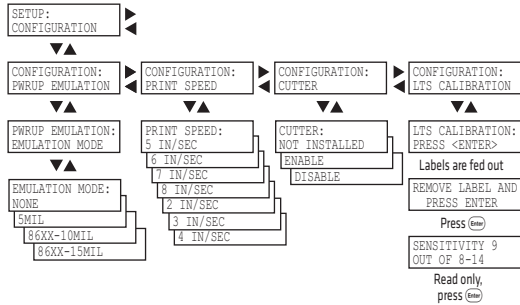 SETUP:
CONFIGURATION
CONFIGURATION:
PWRUP EMULATION
CONFIGURATION:
PRINT SPEED
CONFIGURATION:
CUTTER
CONFIGURATION:
LTS CALIBRATION
PWRUP EMULATION:
EMULATION MODE
PRINT SPEED:
5 IN/SEC
6 IN/SEC
7 IN/SEC
8 IN/SEC
2 IN/SEC
3 IN/SEC
4 IN/SEC
CUTTER:
NOT INSTALLED
ENABLE
DISABLE
LTS CALIBRATION:
PRESS <ENTER>
Labels are fed out
EMULATION MODE:
NONE
5MIL
86XX-10MIL
86XX-15MIL
REMOVE LABEL AND
PRESS ENTER
Press Enter
SENSITIVITY 9
OUT OF 8-14
Read only,
press Enter